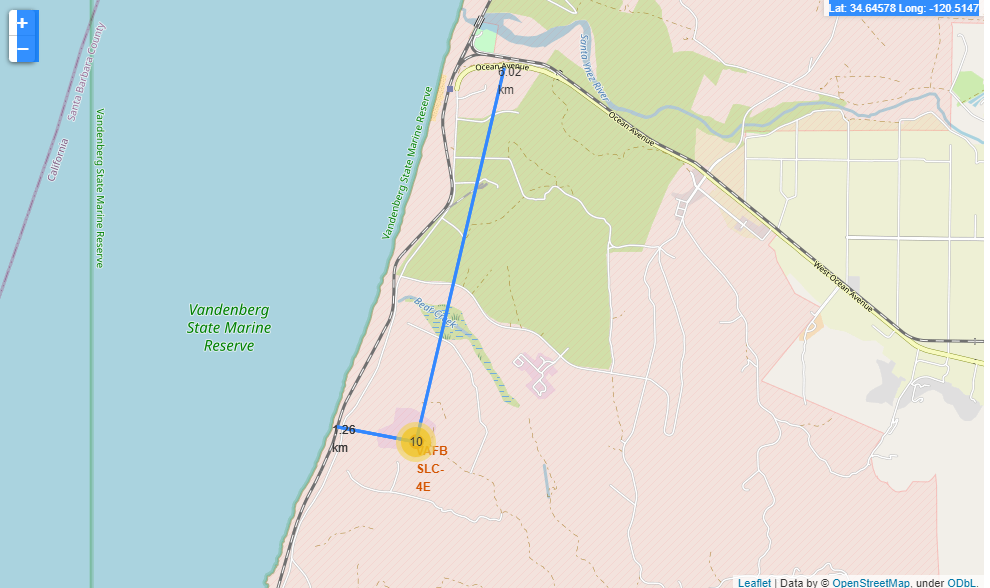 +
−
Lat: 34.64578 Long: -120.5147
Santa Barbara County
California
Vandenberg State Marine Reserve
Vandenberg State Marine Reserve
Santa Ynez River
Ocean Avenue
6.02
km
Ocean Avenue
West Ocean Avenue
Vandenberg
State Marine
Reserve
Bear Creek
1.26
km
10
VAFB
SLC-
4E
Leaflet | Data by © OpenStreetMap, under ODbL.